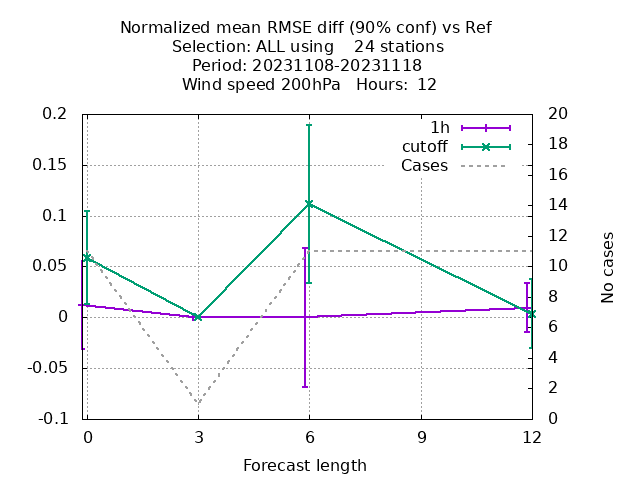 Normalized mean RMSE diff (90% conf) vs Ref
Selection: ALL using    24 stations
Period: 20231108-20231118
Wind speed 200hPa   Hours:  12
0.2
0.15
0.1
0.05
0
-0.05
-0.1
20
18
16
14
12
10
8
6
4
2
0
1h
cutoff
Cases
No cases
0
3
6
9
12
Forecast length